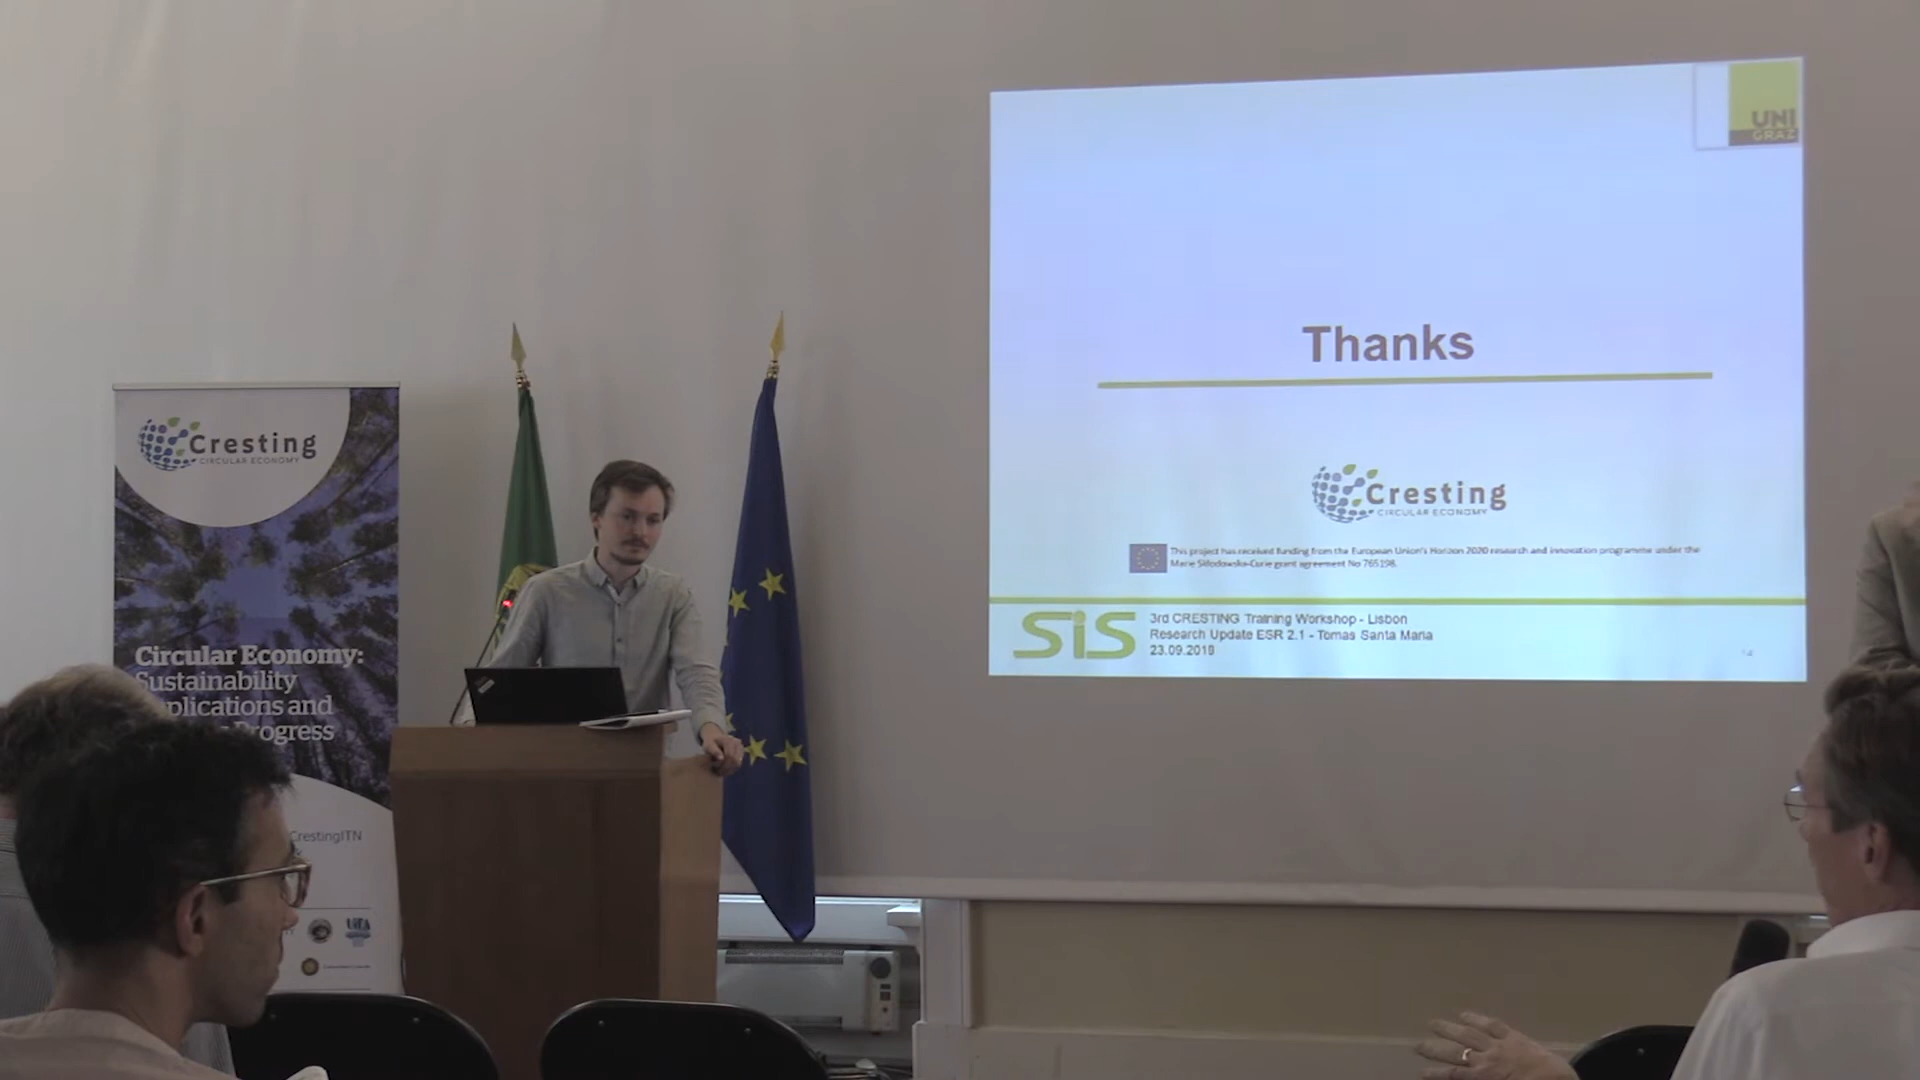 Cresting
CIRCULAR ECONOMY
Circular Economy:
Sustainability
plications and
Progress
CrestingITN
UNI
GRAZ
Thanks
Cresting
CIRCULAR ECONOMY
This project has received funding from the European Union's Horizon 2020 research and innovation programme under the
Marie Skłodowska-Curie grant agreement No 765198.
SiS
3rd CRESTING Training Workshop - Lisbon
Research Update ESR 2.1 - Tomas Santa Maria
23.09.2019